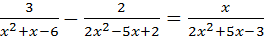 3/(x²+x−6) − 2/(2x²−5x+2) = x/(2x²+5x−3)